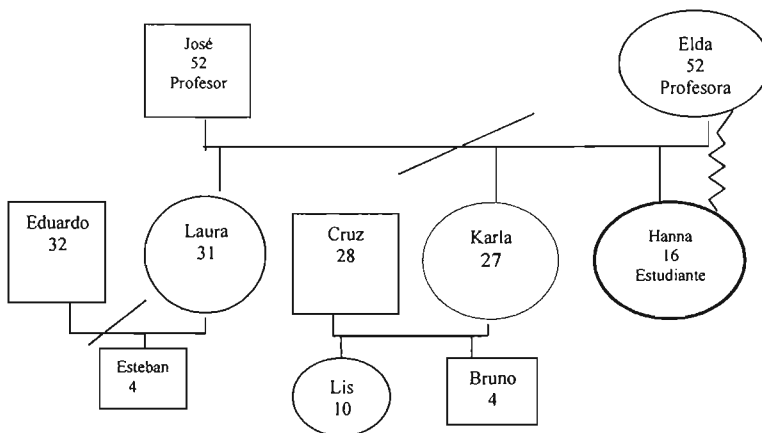 José
52
Profesor
Elda
52
Profesora
Eduardo
32
Laura
31
Cruz
28
Karla
27
Hanna
16
Estudiante
Esteban
4
Lis
10
Bruno
4